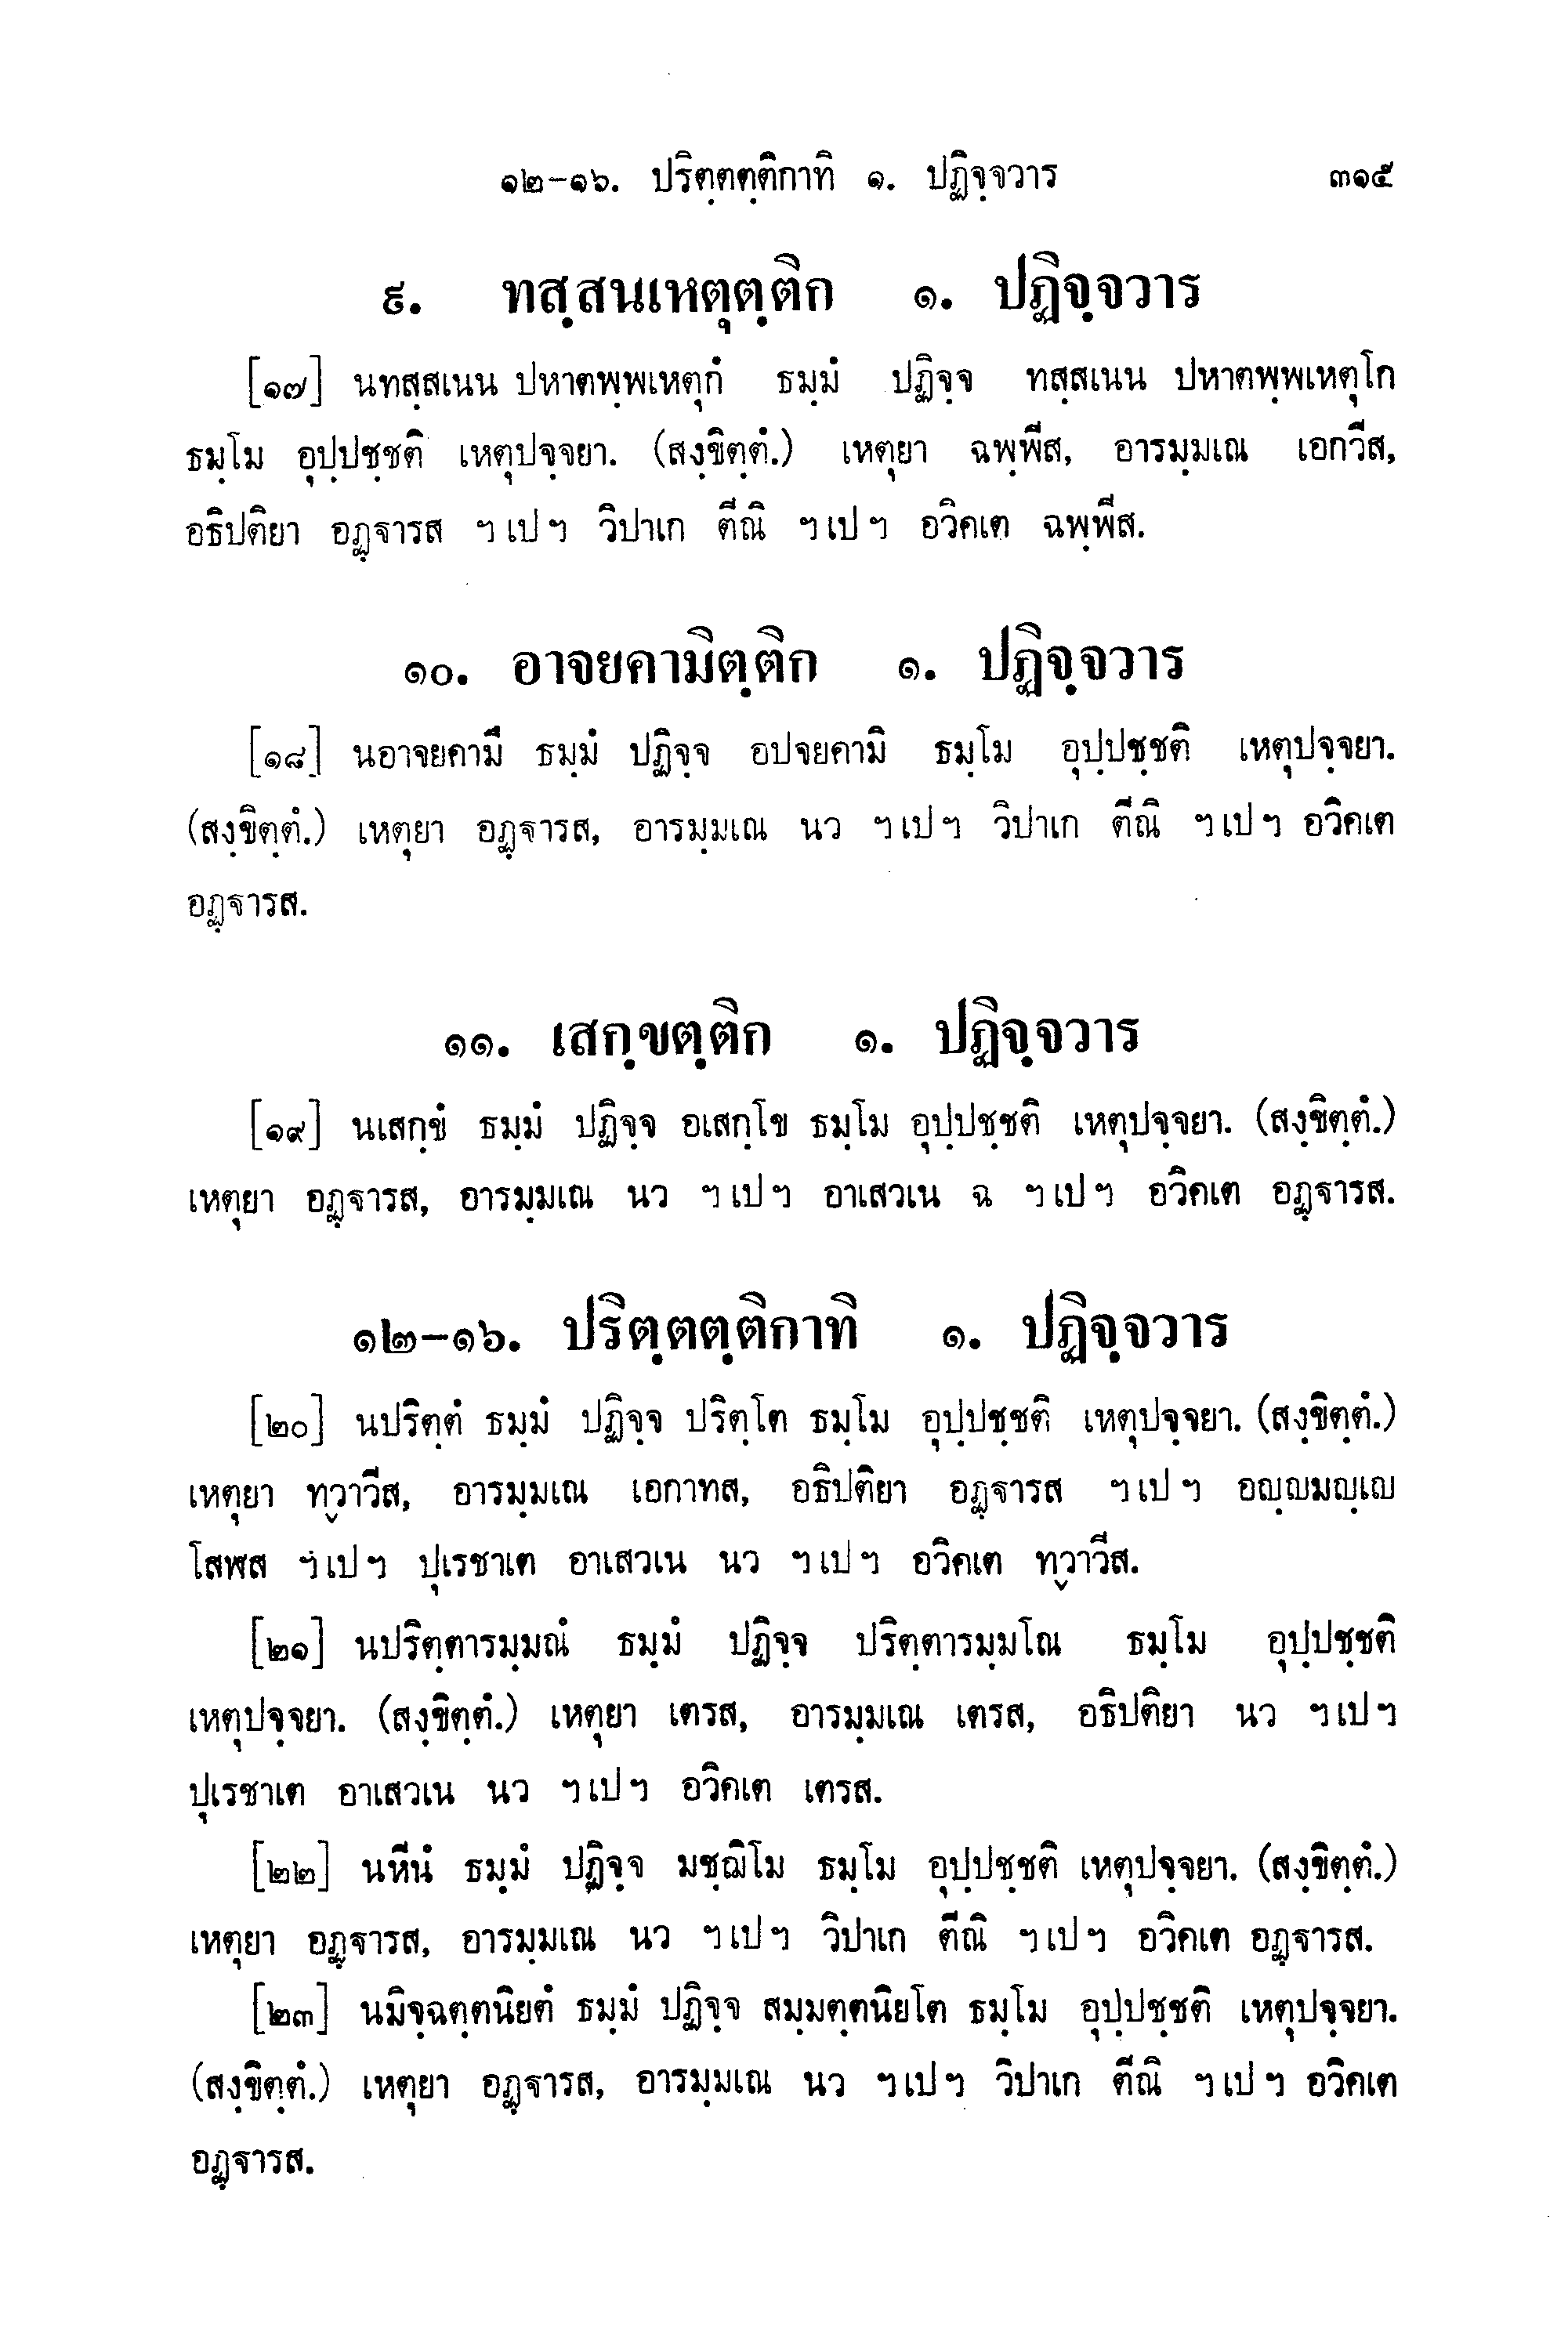 ๑๒-๑๖. ปริตฺตตฺติกาทิ ๑. ปฏิจฺจวาร ๓๑๕
๙. ทสฺสนเหตุตฺติก ๑. ปฏิจฺจวาร
[๑๗] นทสฺสเนน ปหาตพฺพเหตุกํ ธมฺมํ ปฏิจฺจ ทสฺสเนน ปหาตพฺพเหตุโก
ธมฺโม อุปฺปชฺชติ เหตุปจฺจยา. (สงฺขิตฺตํ.) เหตุยา ฉพฺพีส, อารมฺมเณ เอกวีส,
อธิปติยา อฏฺฐารส ฯเปฯ วิปาเก ตีณิ ฯเปฯ อวิคเต ฉพฺพีส.
๑๐. อาจยคามิตฺติก ๑. ปฏิจฺจวาร
[๑๘] นอาจยคามึ ธมฺมํ ปฏิจฺจ อปจยคามิ ธมฺโม อุปฺปชฺชติ เหตุปจฺจยา.
(สงฺขิตฺตํ.) เหตุยา อฏฺฐารส, อารมฺมเณ นว ฯเปฯ วิปาเก ตีณิ ฯเปฯ อวิคเต
อฏฺฐารส.
๑๑. เสกฺขตฺติก ๑. ปฏิจฺจวาร
[๑๙] นเสกฺขํ ธมฺมํ ปฏิจฺจ อเสกฺโข ธมฺโม อุปฺปชฺชติ เหตุปจฺจยา. (สงฺขิตฺตํ.)
เหตุยา อฏฺฐารส, อารมฺมเณ นว ฯเปฯ อาเสวเน ฉ ฯเปฯ อวิคเต อฏฺฐารส.
๑๒-๑๖. ปริตฺตตฺติกาทิ ๑. ปฏิจฺจวาร
[๒๐] นปริตฺตํ ธมฺมํ ปฏิจฺจ ปริตฺโต ธมฺโม อุปฺปชฺชติ เหตุปจฺจยา. (สงฺขิตฺตํ.)
เหตุยา ทฺวาวีส, อารมฺมเณ เอกาทส, อธิปติยา อฏฺฐารส ฯเปฯ อญฺญมญฺเญ
โสฬส ฯเปฯ ปุเรชาเต อาเสวเน นว ฯเปฯ อวิคเต ทฺวาวีส.
[๒๑] นปริตฺตารมฺมณํ ธมฺมํ ปฏิจฺจ ปริตฺตารมฺมโณ ธมฺโม อุปฺปชฺชติ
เหตุปจฺจยา. (สงฺขิตฺตํ.) เหตุยา เตรส, อารมฺมเณ เตรส, อธิปติยา นว ฯเปฯ
ปุเรชาเต อาเสวเน นว ฯเปฯ อวิคเต เตรส.
[๒๒] นหีนํ ธมฺมํ ปฏิจฺจ มชฺฌิโม ธมฺโม อุปฺปชฺชติ เหตุปจฺจยา. (สงฺขิตฺตํ.)
เหตุยา อฏฺฐารส, อารมฺมเณ นว ฯเปฯ วิปาเก ตีณิ ฯเปฯ อวิคเต อฏฺฐารส.
[๒๓] นมิจฺฉตฺตนิยตํ ธมฺมํ ปฏิจฺจ สมฺมตฺตนิยโต ธมฺโม อุปฺปชฺชติ เหตุปจฺจยา.
(สงฺขิตฺตํ.) เหตุยา อฏฺฐารส, อารมฺมเณ นว ฯเปฯ วิปาเก ตีณิ ฯเปฯ อวิคเต
อฏฺฐารส.